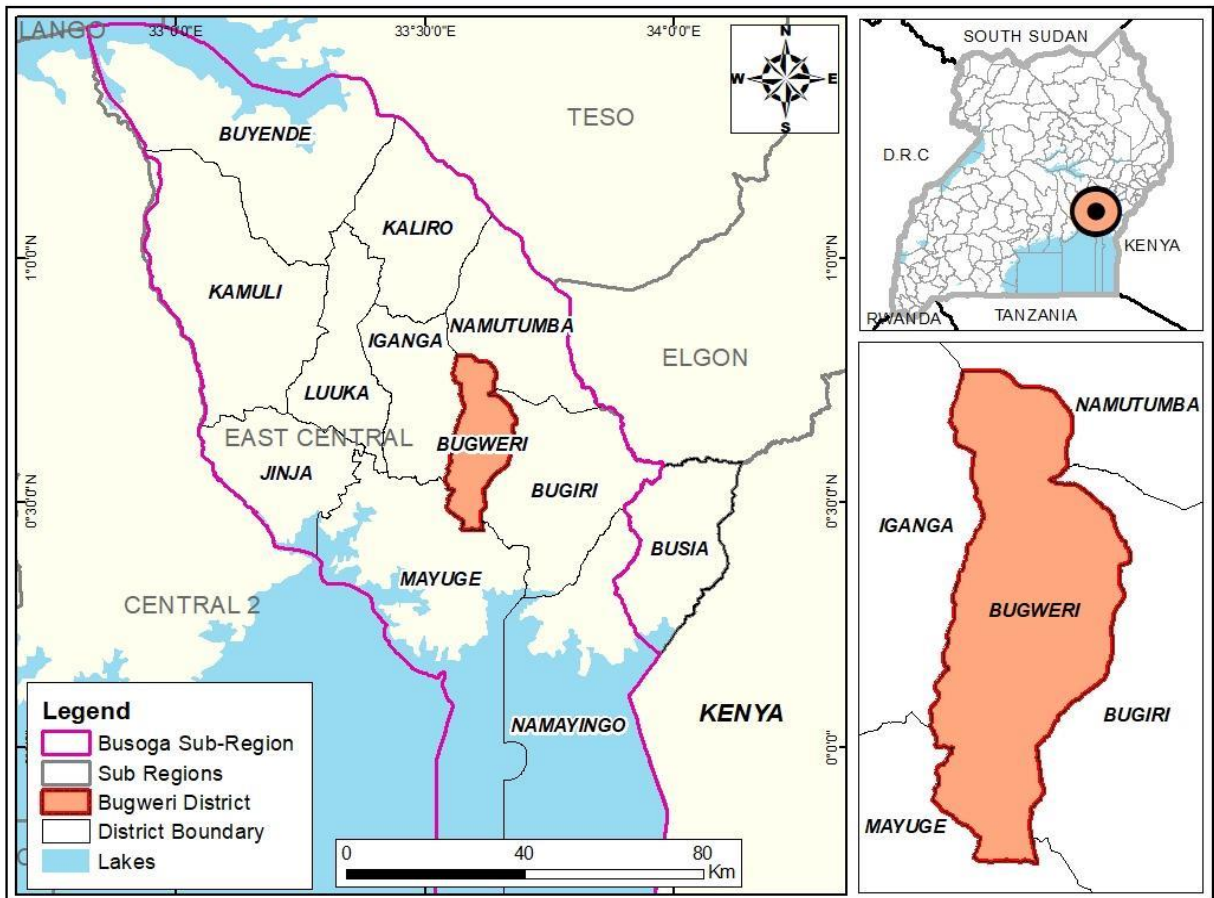 LANGO
33°0'0"E
33°30'0"E
34°0'0"E
N
W
E
S
TESO
BUYENDE
KALIRO
1°0'0"N
1°0'0"N
KAMULI
IGANGA
NAMUTUMBA
ELGON
LUUKA
EAST CENTRAL
BUGWERI
JINJA
BUGIRI
0°30'0"N
0°30'0"N
BUSIA
MAYUGE
CENTRAL 2
NAMAYINGO
KENYA
0°0'0"
Legend
Busoga Sub-Region
Sub Regions
Bugweri District
District Boundary
Lakes
0
40
80
Km
SOUTH SUDAN
D.R.C
KENYA
RWANDA
TANZANIA
NAMUTUMBA
IGANGA
BUGWERI
BUGIRI
MAYUGE